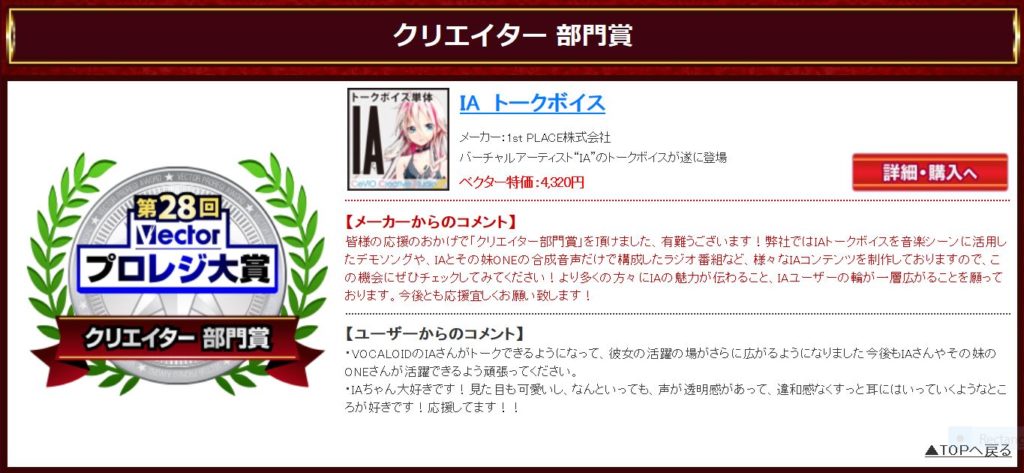 クリエイター 部門賞
第28回
Vector
プロレジ大賞
クリエイター 部門賞
トークボイス単体
IA
CeVIO Creative Studio
IA トークボイス
メーカー：1st PLACE株式会社
バーチャルアーティスト“IA”のトークボイスが遂に登場
ベクター特価：4,320円
詳細・購入へ
【メーカーからのコメント】
皆様の応援のおかげで「クリエイター部門賞」を頂けました、有難うございます！弊社ではIAトークボイスを音楽シーンに活用し
たデモソングや、IAとその妹ONEの合成音声だけで構成したラジオ番組など、様々なIAコンテンツを制作しておりますので、こ
の機会にぜひチェックしてみてください！より多くの方々にIAの魅力が伝わること、IAユーザーの輪が一層広がることを願って
おります。今後とも応援宜しくお願い致します！
【ユーザーからのコメント】
・VOCALOIDのIAさんがトークできるようになって、彼女の活躍の場がさらに広がるようになりました今後もIAさんやその妹の
ONEさんが活躍できるよう頑張ってください。
・IAちゃん大好きです！見た目も可愛いし、なんといっても、声が透明感があって、違和感なくすっと耳にはいっていくようなとこ
ろが好きです！応援してます！！
▲TOPへ戻る